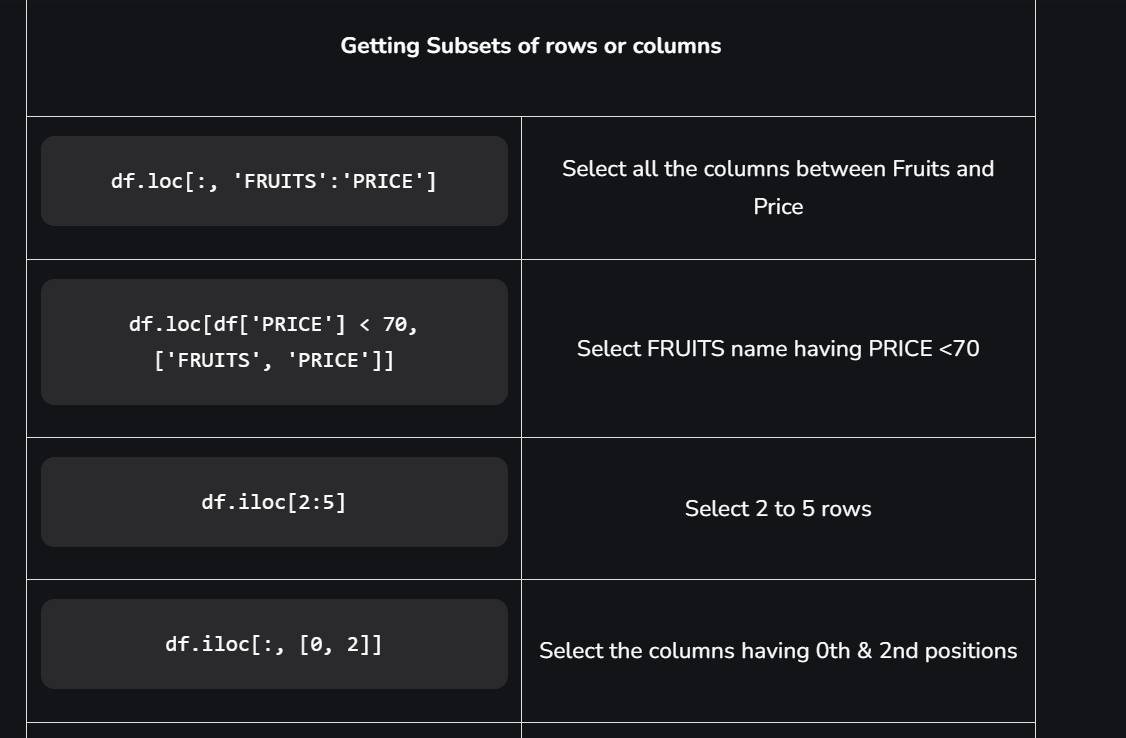 Getting Subsets of rows or columns
df.loc[:, 'FRUITS':'PRICE']
Select all the columns between Fruits and
Price
df.loc[df['PRICE'] < 70,
['FRUITS', 'PRICE']]
Select FRUITS name having PRICE <70
df.iloc[2:5]
Select 2 to 5 rows
df.iloc[:, [0, 2]]
Select the columns having 0th & 2nd positions